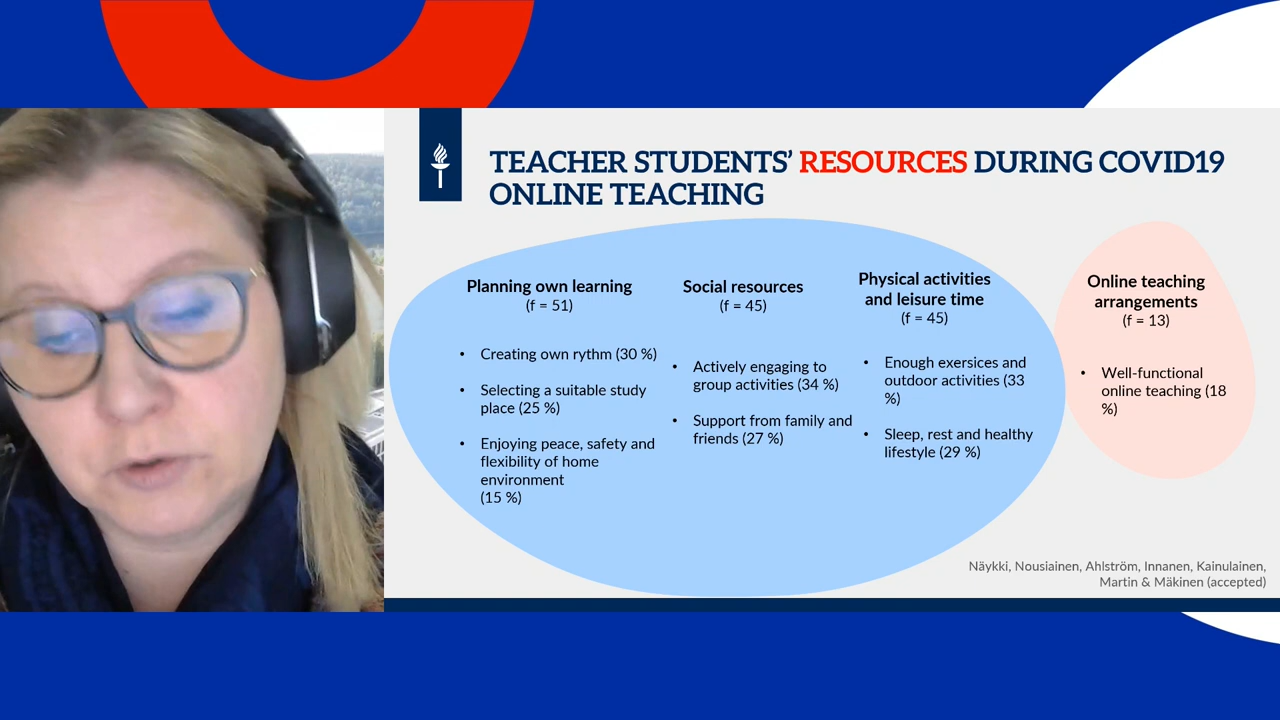 TEACHER STUDENTS' RESOURCES DURING COVID19
ONLINE TEACHING
Planning own learning
(f = 51)
• Creating own rythm (30 %)
• Selecting a suitable study
place (25 %)
• Enjoying peace, safety and
flexibility of home
environment
(15 %)
Social resources
(f = 45)
• Actively engaging to
group activities (34 %)
• Support from family and
friends (27 %)
Physical activities
and leisure time
(f = 45)
• Enough exersices and
outdoor activities (33
%)
• Sleep, rest and healthy
lifestyle (29 %)
Online teaching
arrangements
(f = 13)
• Well-functional
online teaching (18
%)
Näykki, Nousiainen, Ahlström, Innanen, Kainulainen,
Martin & Mäkinen (accepted)